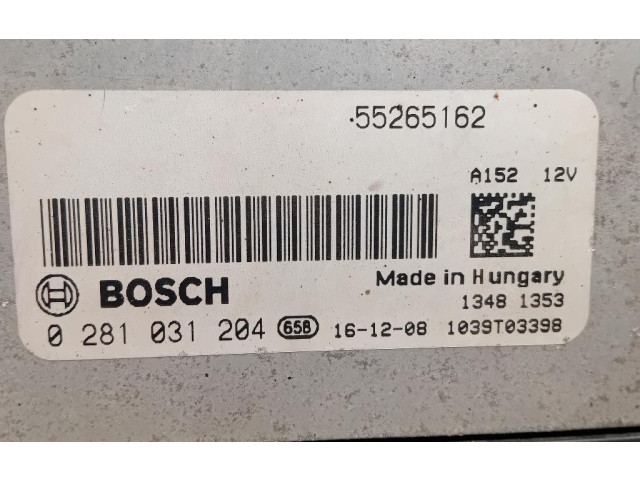 55265162
A152 12V
Made in Hungary
BOSCH
1348 1353
0 281 031 204 658 16-12-08 1039T03398